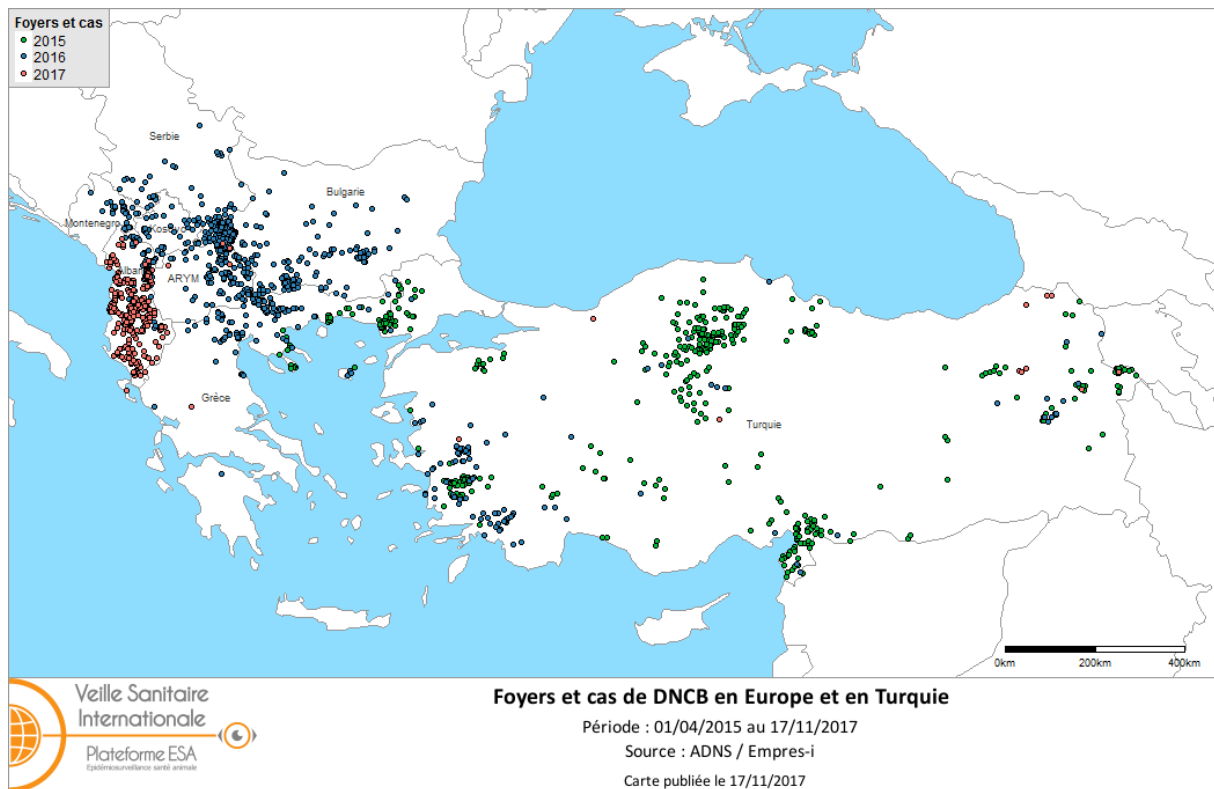 Foyers et cas
2015
2016
2017
Serbie
Bulgarie
Montenegro
Kosovo
Alban
ARYM
Grèce
Turquie
0km 200km 400km
Veille Sanitaire
Internationale
Plateforme ESA
Epidémiosurveillance santé animale
Foyers et cas de DNCB en Europe et en Turquie
Période : 01/04/2015 au 17/11/2017
Source : ADNS / Empres-i
Carte publiée le 17/11/2017